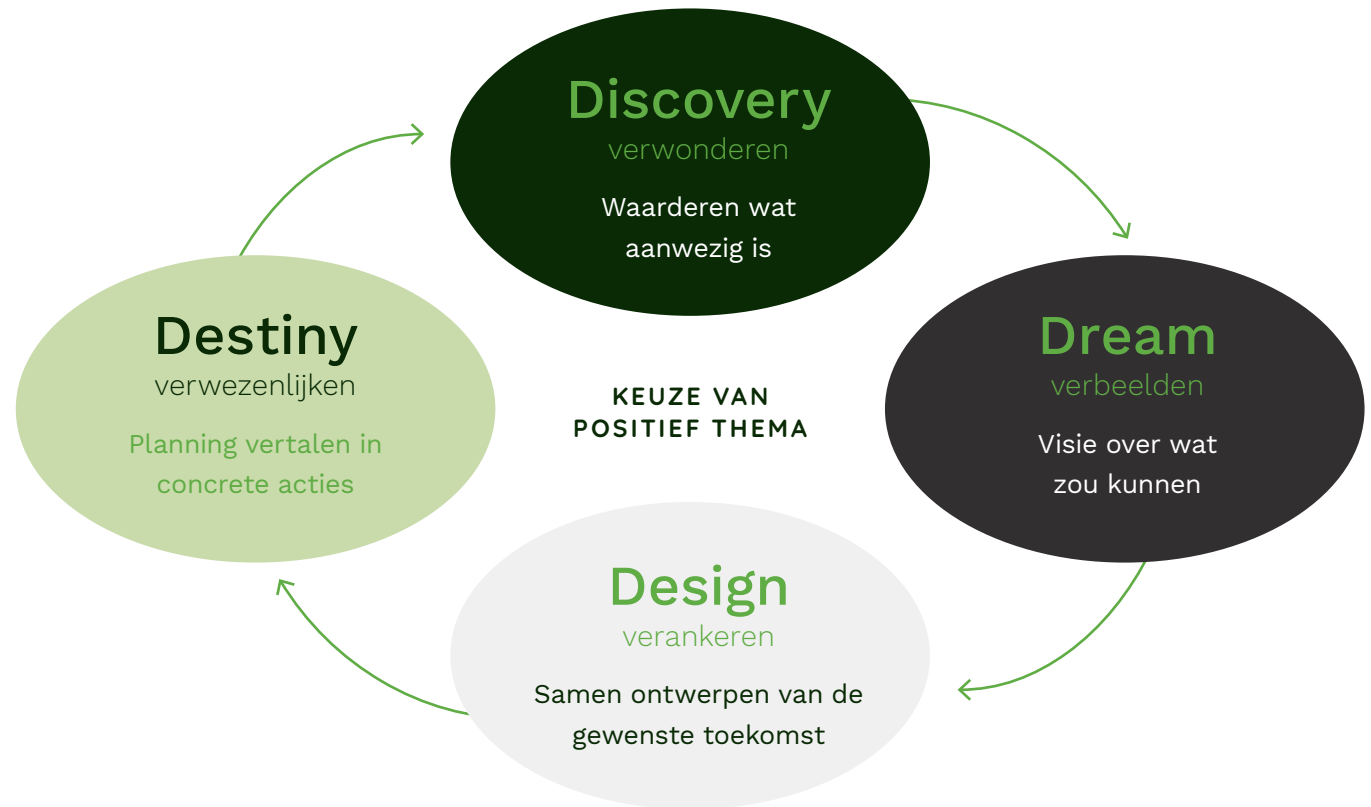 Discovery
verwonderen
Waarderen wat
aanwezig is
Dream
verbeelden
Visie over wat
zou kunnen
Design
verankeren
Samen ontwerpen van de
gewenste toekomst
Destiny
verwezenlijken
Planning vertalen in
concrete acties
KEUZE VAN
POSITIEF THEMA